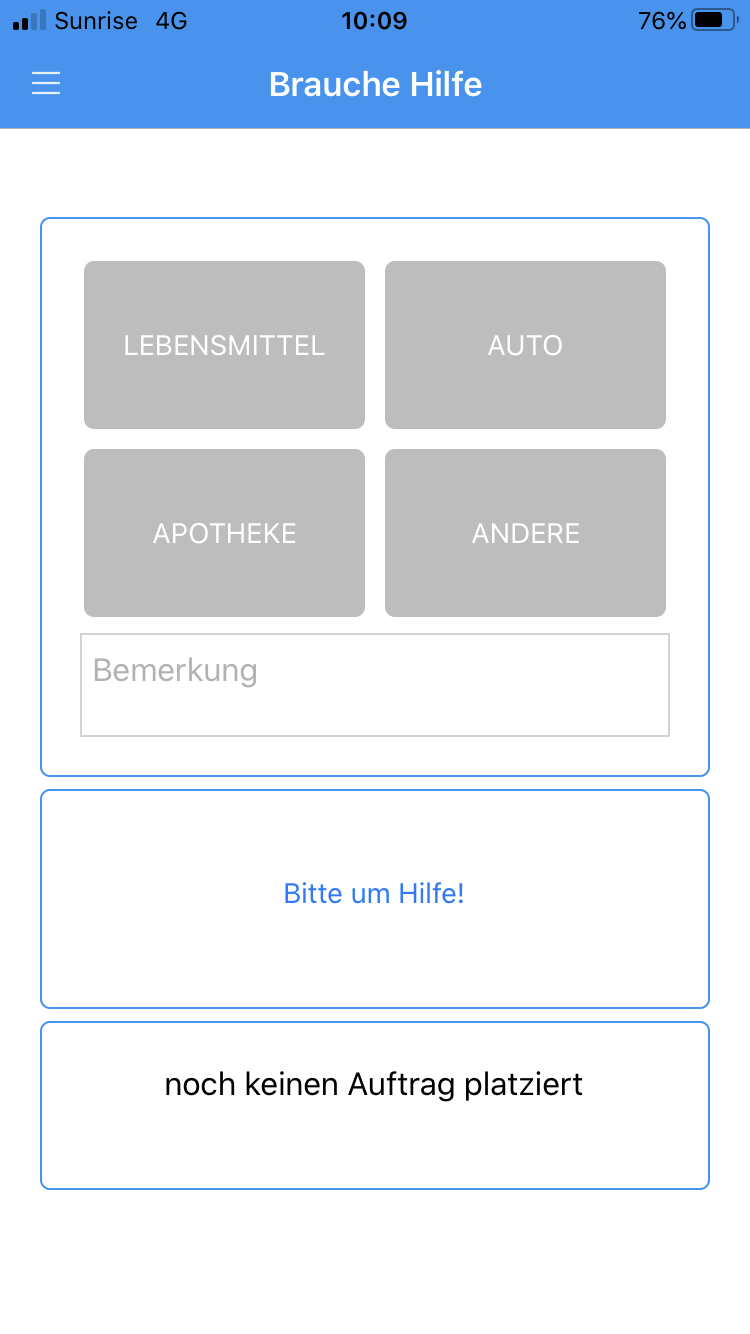 Sunrise 4G 10:09 76%
Brauche Hilfe
LEBENSMITTEL AUTO
APOTHEKE ANDERE
Bemerkung
Bitte um Hilfe!
noch keinen Auftrag platziert